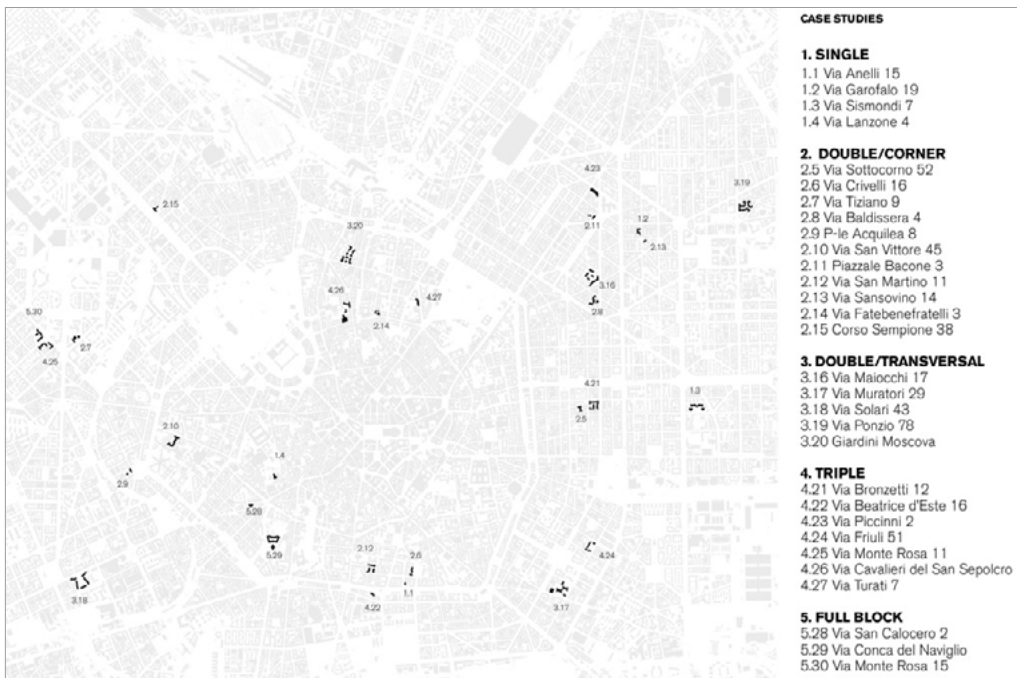 CASE STUDIES
1. SINGLE
1.1 Via Anelli 15
1.2 Via Garofalo 19
1.3 Via Sismondi 7
1.4 Via Lanzone 4
2. DOUBLE/CORNER
2.5 Via Sottocorno 52
2.6 Via Crivelli 16
2.7 Via Tiziano 9
2.8 Via Baldissera 4
2.9 P-le Acquilea 8
2.10 Via San Vittore 45
2.11 Piazzale Bacone 3
2.12 Via San Martino 11
2.13 Via Sansovino 14
2.14 Via Fatebenefratelli 3
2.15 Corso Sempione 38
3. DOUBLE/TRANSVERSAL
3.16 Via Maiocchi 17
3.17 Via Muratori 29
3.18 Via Solari 43
3.19 Via Ponzio 78
3.20 Giardini Moscova
4. TRIPLE
4.21 Via Bronzetti 12
4.22 Via Beatrice d'Este 16
4.23 Via Piccinni 2
4.24 Via Friuli 51
4.25 Via Monte Rosa 11
4.26 Via Cavalieri del San Sepolcro
4.27 Via Turati 7
5. FULL BLOCK
5.28 Via San Calocero 2
5.29 Via Conca del Naviglio
5.30 Via Monte Rosa 15
4.23
3.19
2.15
2.11
1.2
3.20
2.13
4.26
4.27
3.16
2.8
5.30
2.14
2.7
4.25
4.21
1.3
2.5
2.10
1.4
2.9
5.28
5.29
2.12
2.6
4.24
1.1
3.18
4.22
3.17